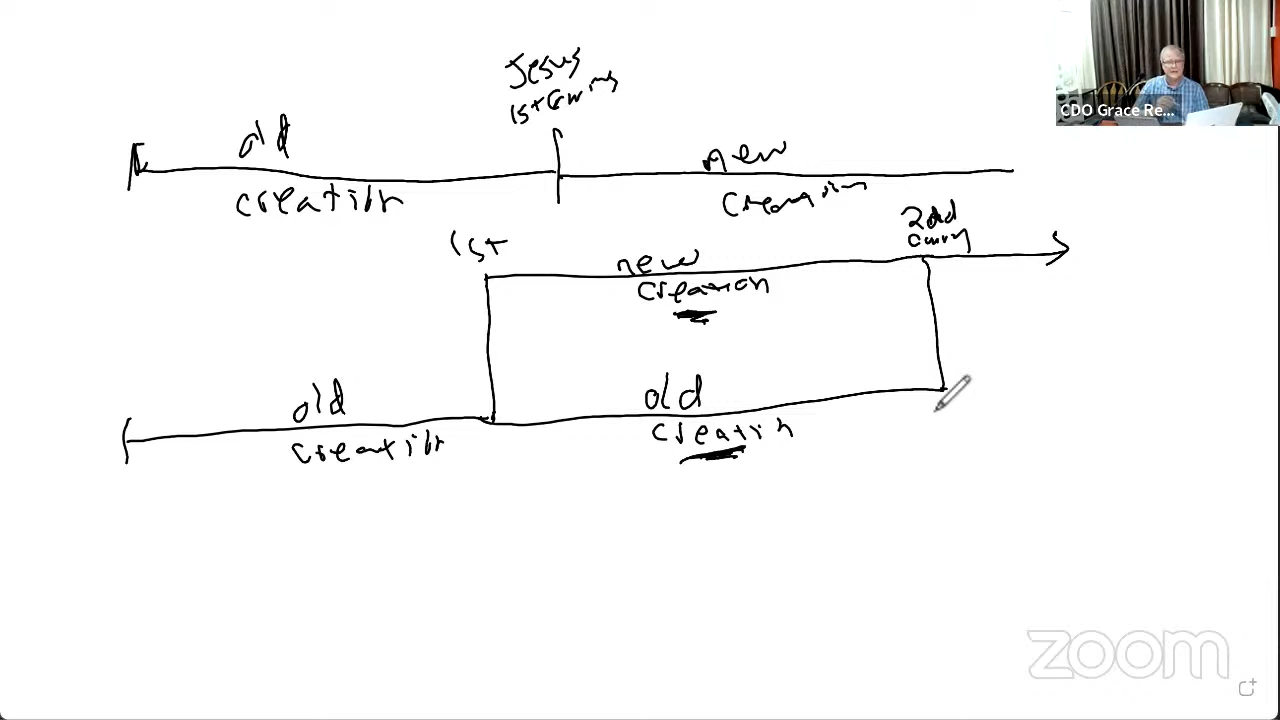 Jesus
1st Coming
old
creation
new
creation
1st
new
creation
2nd
coming
old
creation
old
creation
CDO Grace Re...
zoom